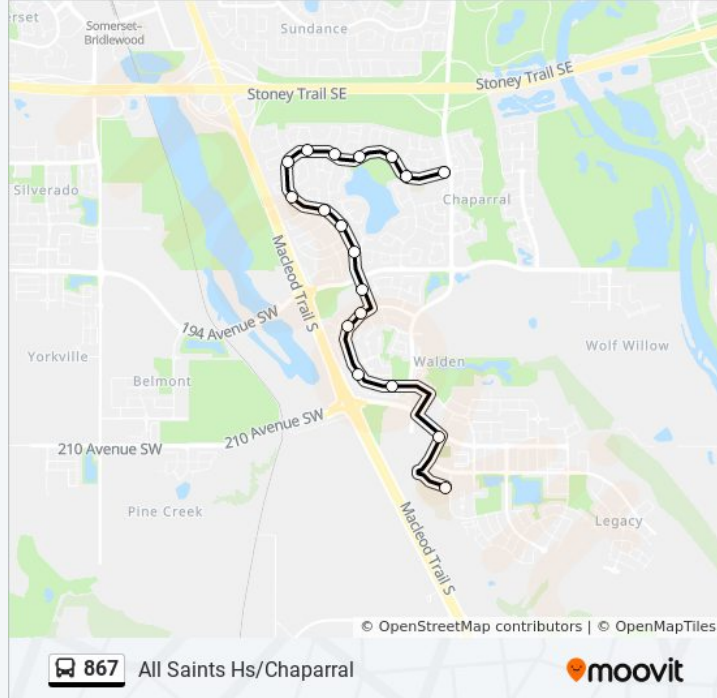 erset
Somerset–
Bridlewood
Sundance
Stoney Trail SE
Stoney Trail SE
Silverado
Chaparral
Macleod Trail S
194 Avenue SW
Yorkville
Belmont
Walden
Wolf Willow
210 Avenue SW
210 Avenue SW
Pine Creek
Macleod Trail S
Legacy
© OpenStreetMap contributors | © OpenMapTiles
867 All Saints Hs/Chaparral
moovit